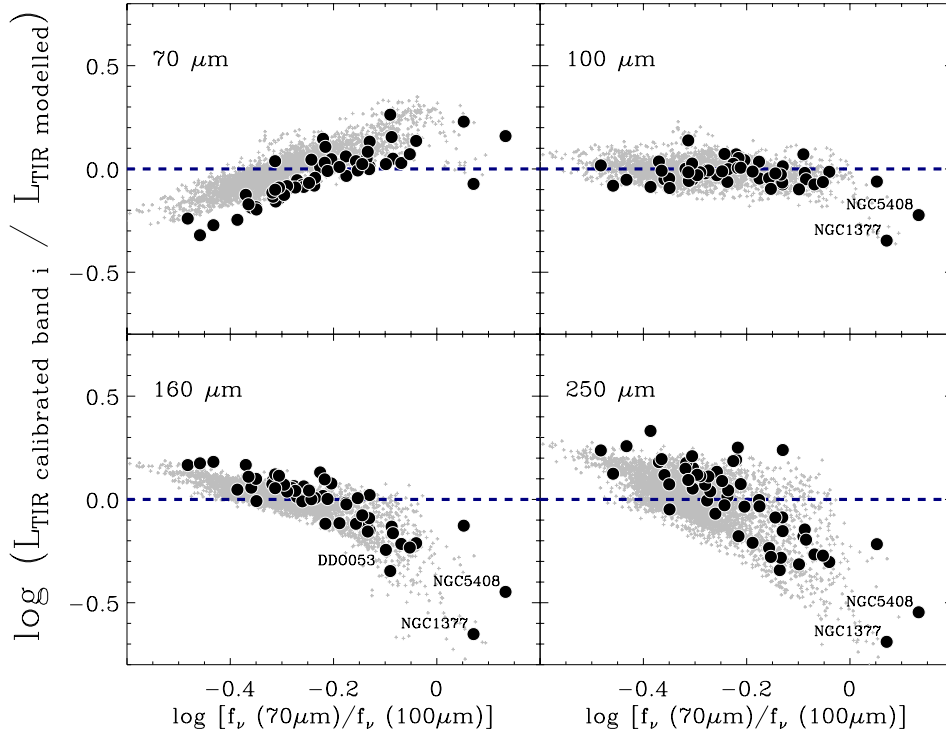 log (L_TIR calibrated band i / L_TIR modelled)
70 μm
100 μm
0.5
0.0
−0.5
NGC5408
NGC1377
160 μm
250 μm
0.5
0.0
−0.5
DDO053
NGC5408
NGC1377
NGC5408
NGC1377
−0.4 −0.2 0
−0.4 −0.2 0
log [f_ν (70μm)/f_ν (100μm)]
log [f_ν (70μm)/f_ν (100μm)]